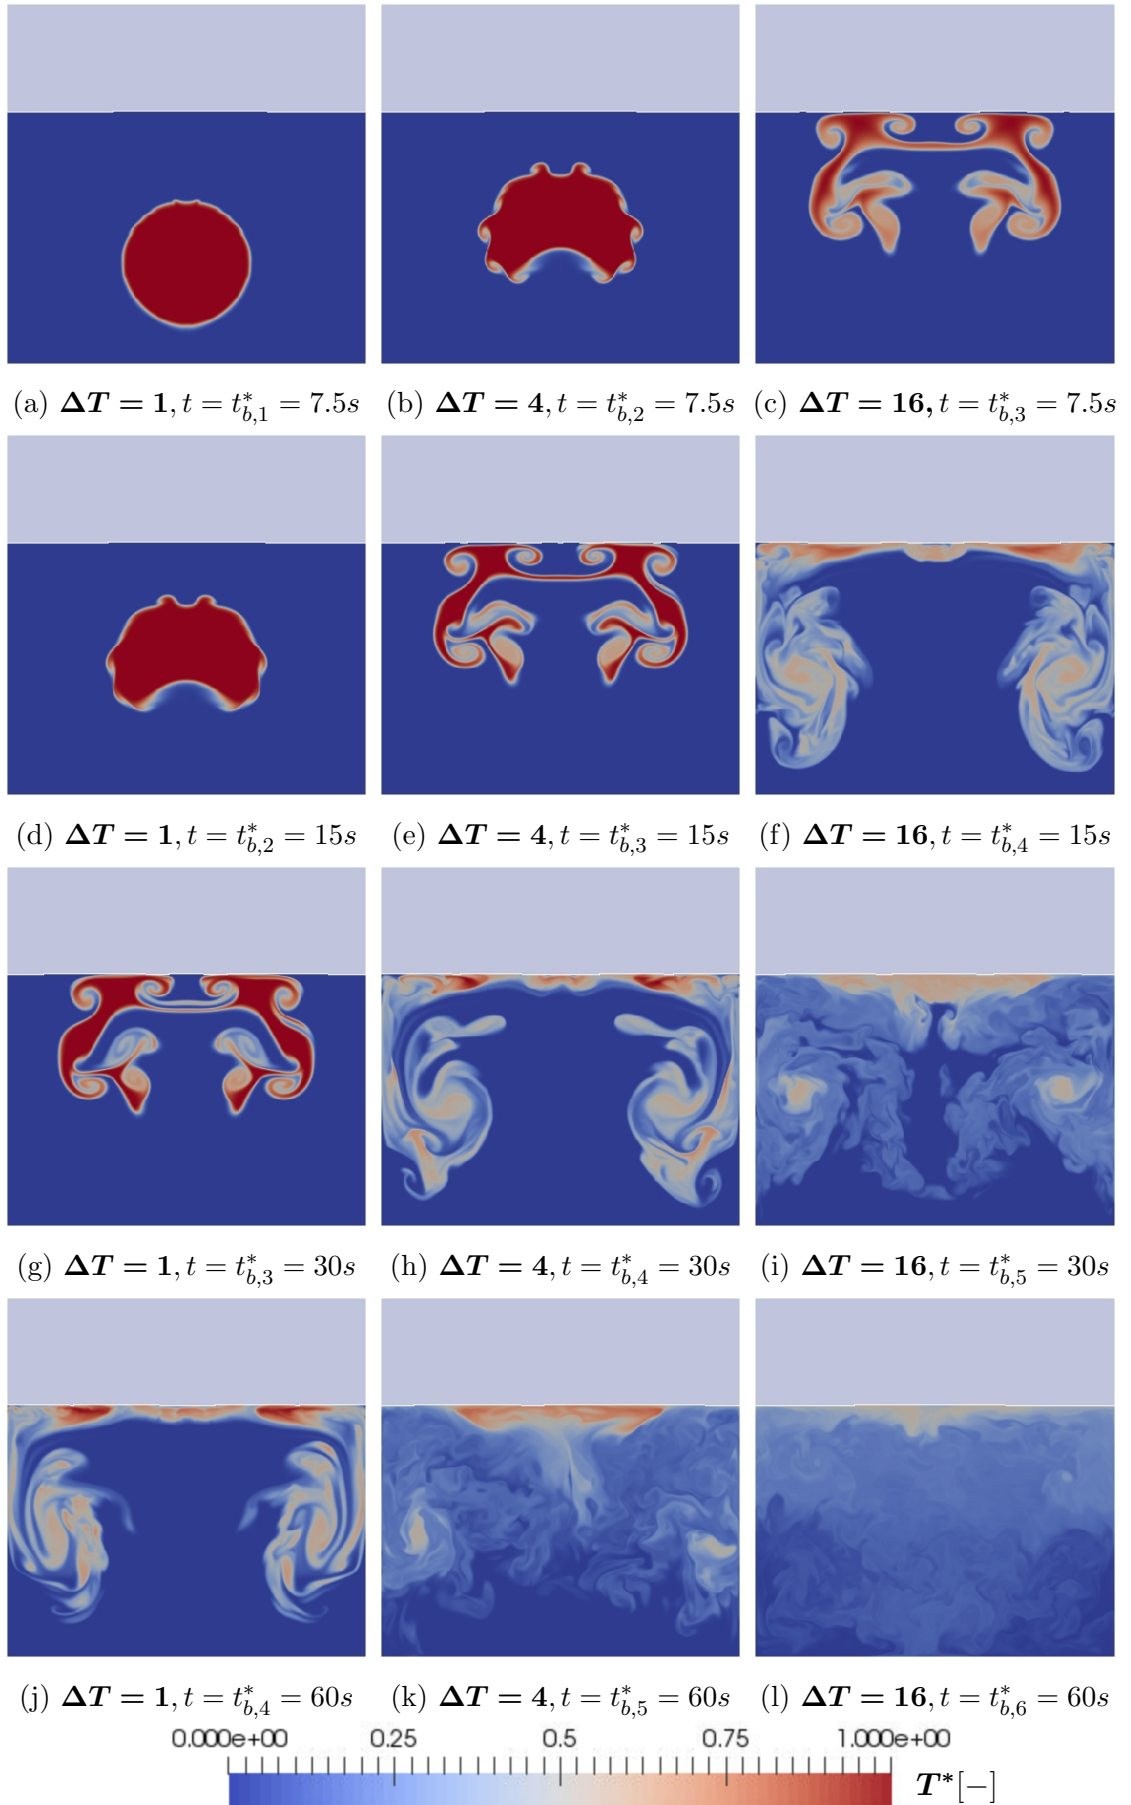 (a) ΔT = 1, t = t*b,1 = 7.5s (b) ΔT = 4, t = t*b,2 = 7.5s (c) ΔT = 16, t = t*b,3 = 7.5s
(d) ΔT = 1, t = t*b,2 = 15s (e) ΔT = 4, t = t*b,3 = 15s (f) ΔT = 16, t = t*b,4 = 15s
(g) ΔT = 1, t = t*b,3 = 30s (h) ΔT = 4, t = t*b,4 = 30s (i) ΔT = 16, t = t*b,5 = 30s
(j) ΔT = 1, t = t*b,4 = 60s (k) ΔT = 4, t = t*b,5 = 60s (l) ΔT = 16, t = t*b,6 = 60s
0.000e+00 0.25 0.5 0.75 1.000e+00
T*[−]